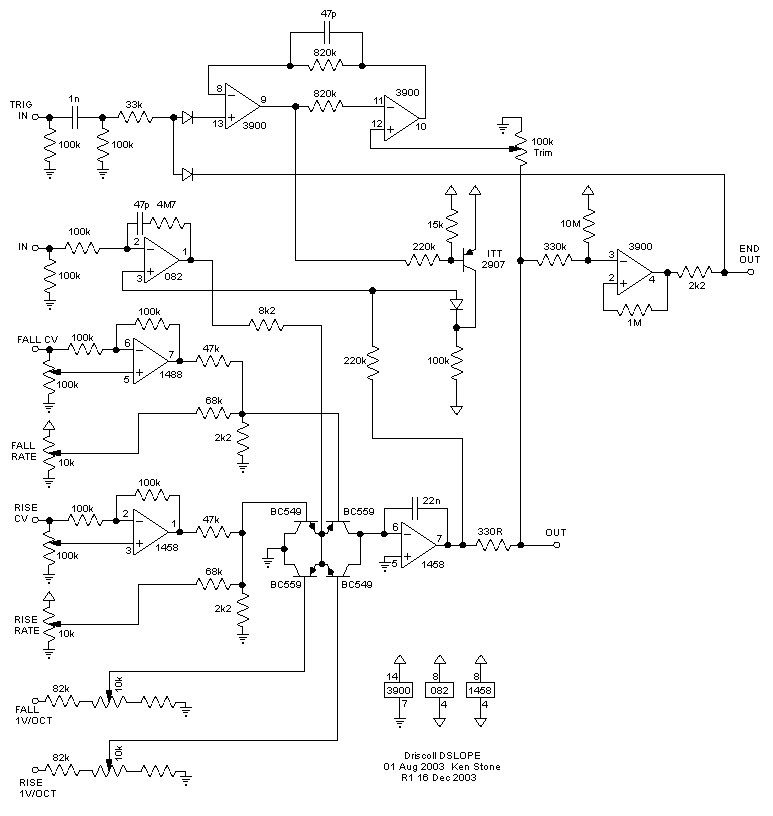 47p
820k
8
9
13
3900
820k
3900
11
12
10
TRIG
IN
1n
33k
100k
100k
100k
Trim
IN
100k
47p
4M7
2
1
3
082
100k
15k
220k
ITT
2907
10M
330k
3900
3
2
4
1M
2k2
END
OUT
8k2
220k
100k
FALL CV
100k
100k
100k
6
7
5
1488
47k
68k
2k2
FALL
RATE
10k
RISE
CV
100k
100k
100k
2
1
3
1458
47k
68k
2k2
RISE
RATE
10k
BC549
BC559
BC559
BC549
22n
6
7
5
1458
330R
OUT
82k
10k
FALL
1V/OCT
82k
10k
RISE
1V/OCT
14
3900
7
8
082
4
8
1458
4
Driscoll DSLOPE
01 Aug 2003 Ken Stone
R1 16 Dec 2003